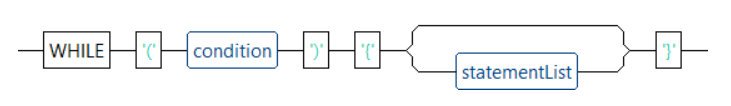 WHILE '(' condition ')' '{' statementList '}'